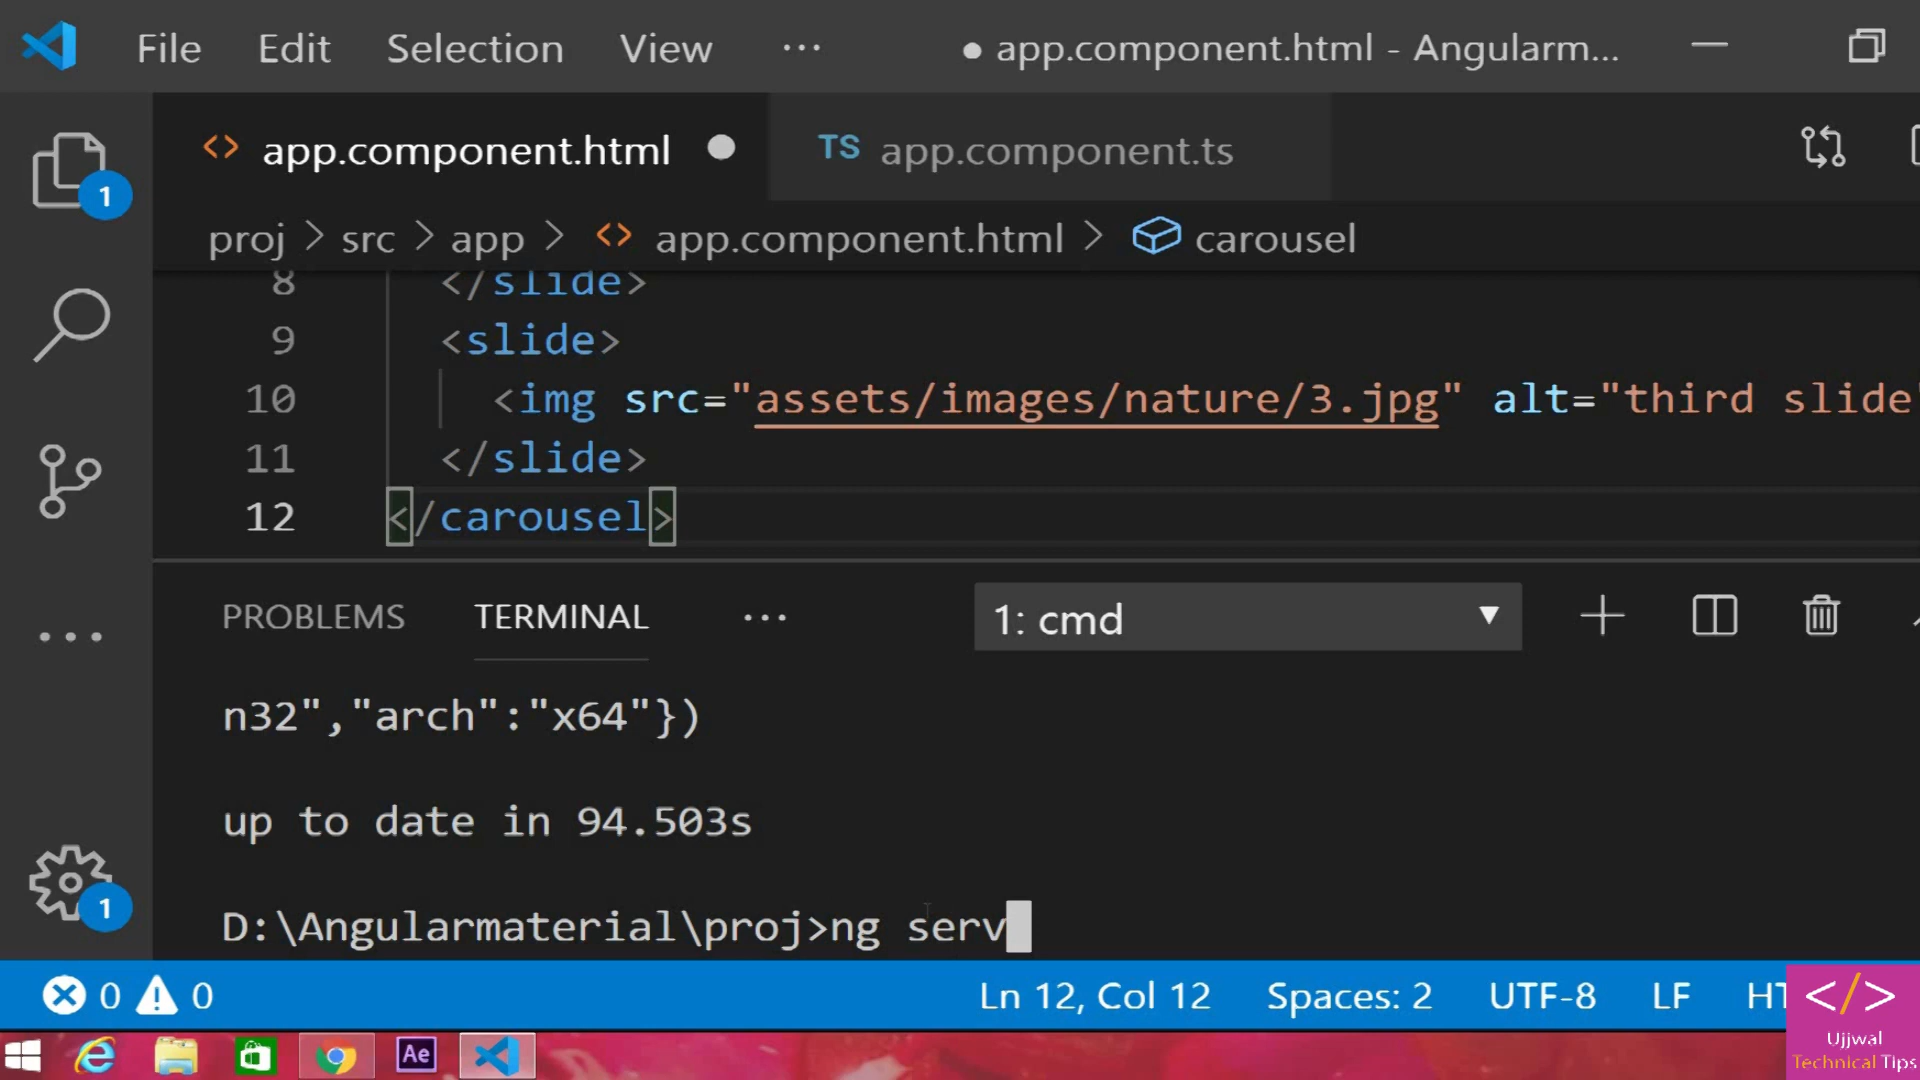 File Edit Selection View ··· ● app.component.html - Angularm...
<> app.component.html ● TS app.component.ts
1
proj > src > app > <> app.component.html > carousel
8 </slide>
9 <slide>
10 <img src="assets/images/nature/3.jpg" alt="third slide
11 </slide>
12 </carousel>
PROBLEMS TERMINAL ··· 1: cmd
n32","arch":"x64"})
up to date in 94.503s
1
D:\Angularmaterial\proj>ng serv
0 0 Ln 12, Col 12 Spaces: 2 UTF-8 LF
</>
Ae
Ujjwal
Technical Tips